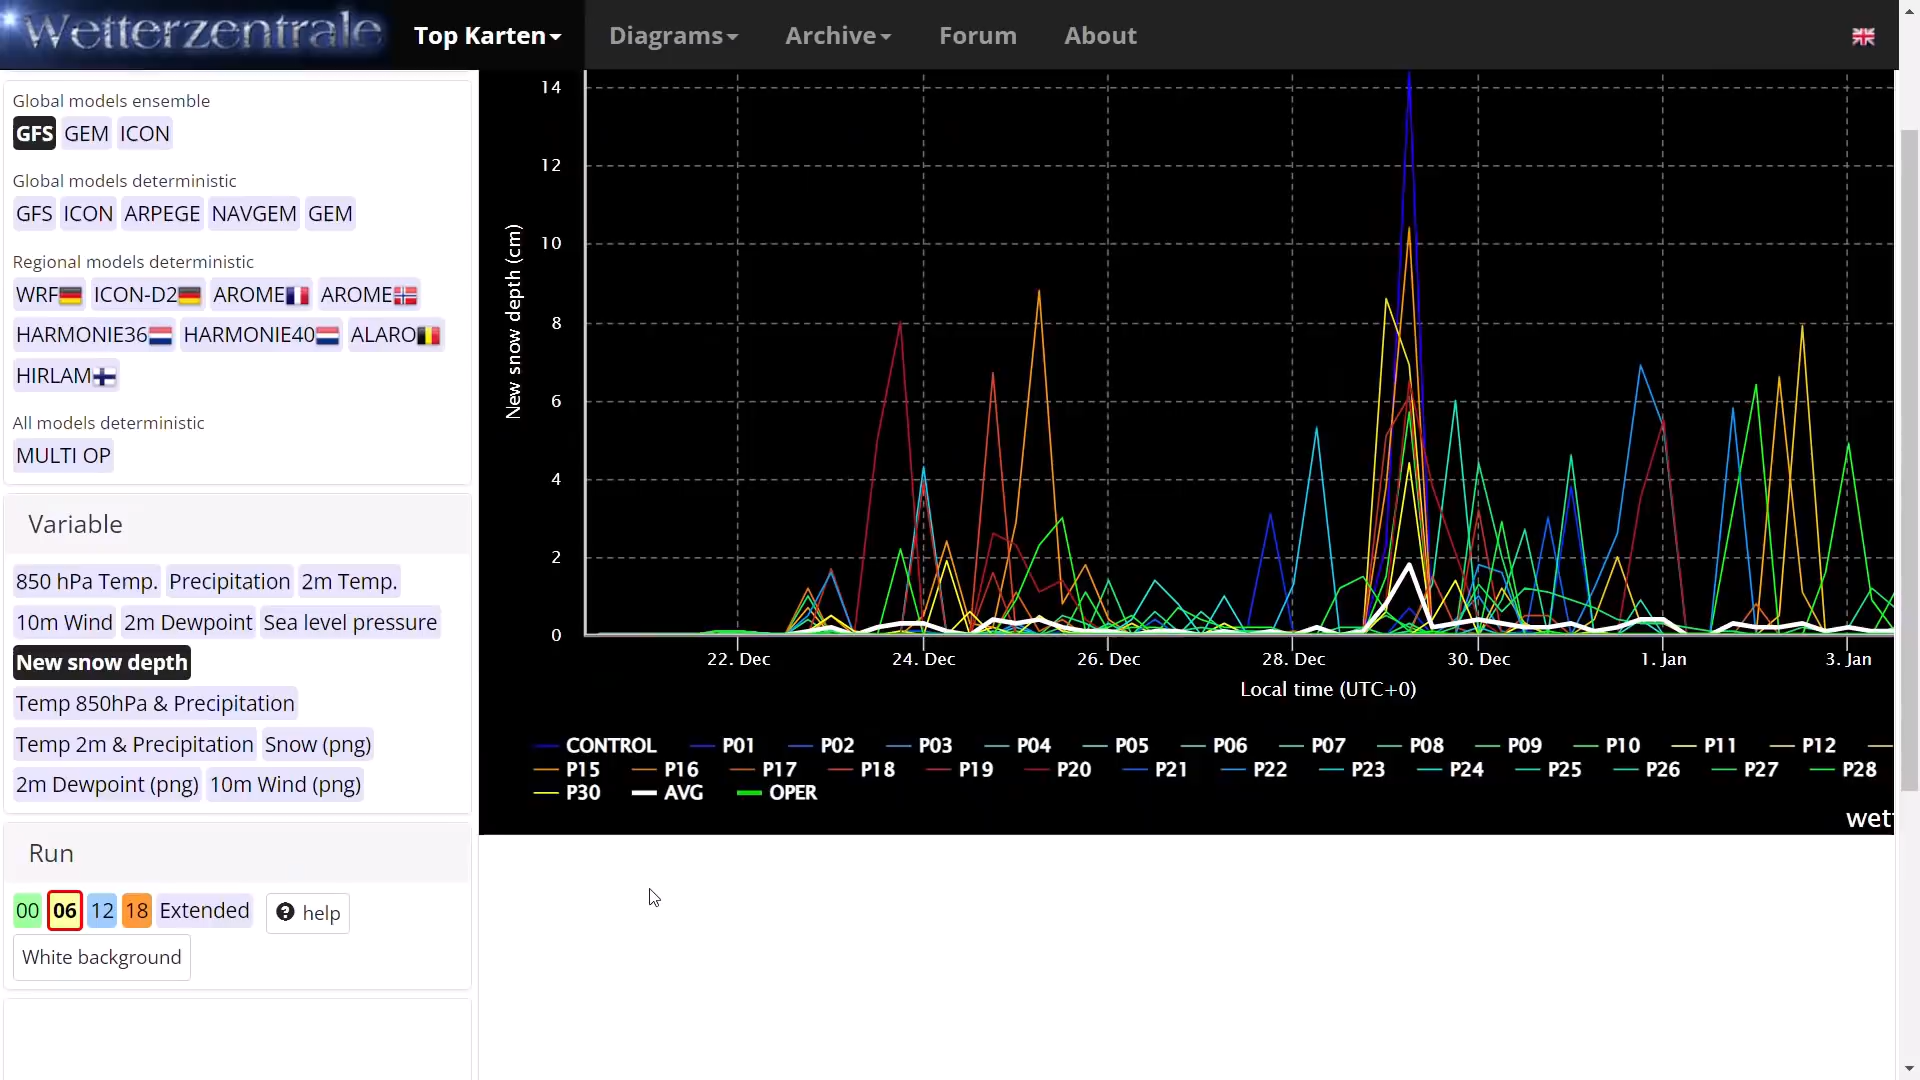 Wetterzentrale
Top Karten
Diagrams
Archive
Forum
About
Global models ensemble
GFS GEM ICON
Global models deterministic
GFS ICON ARPEGE NAVGEM GEM
Regional models deterministic
WRF ICON-D2 AROME AROME
HARMONIE36 HARMONIE40 ALARO
HIRLAM
All models deterministic
MULTI OP
Variable
850 hPa Temp. Precipitation 2m Temp.
10m Wind 2m Dewpoint Sea level pressure
New snow depth
Temp 850hPa & Precipitation
Temp 2m & Precipitation Snow (png)
2m Dewpoint (png) 10m Wind (png)
Run
00 06 12 18 Extended help
White background
New snow depth (cm)
14
12
10
8
6
4
2
0
22. Dec 24. Dec 26. Dec 28. Dec 30. Dec 1. Jan 3. Jan
Local time (UTC+0)
CONTROL P01 P02 P03 P04 P05 P06 P07 P08 P09 P10 P11 P12
P15 P16 P17 P18 P19 P20 P21 P22 P23 P24 P25 P26 P27 P28
P30 AVG OPER
wett